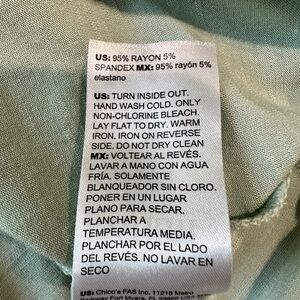 US: 95% RAYON 5%
SPANDEX MX: 95% rayón 5%
elastano
US: TURN INSIDE OUT.
HAND WASH COLD. ONLY
NON-CHLORINE BLEACH.
LAY FLAT TO DRY. WARM
IRON. IRON ON REVERSE
SIDE. DO NOT DRY CLEAN
MX: VOLTEAR AL REVÉS.
LAVAR A MANO CON AGUA
FRÍA. SOLAMENTE
BLANQUEADOR SIN CLORO.
PONER EN UN LUGAR
PLANO PARA SECAR.
PLANCHAR A
TEMPERATURA MEDIA.
PLANCHAR POR EL LADO
DEL REVÉS. NO LAVAR EN
SECO
US: Chico's FAS Inc. 11215 Metro
Parkway Fort Myers, FL 33966 USA